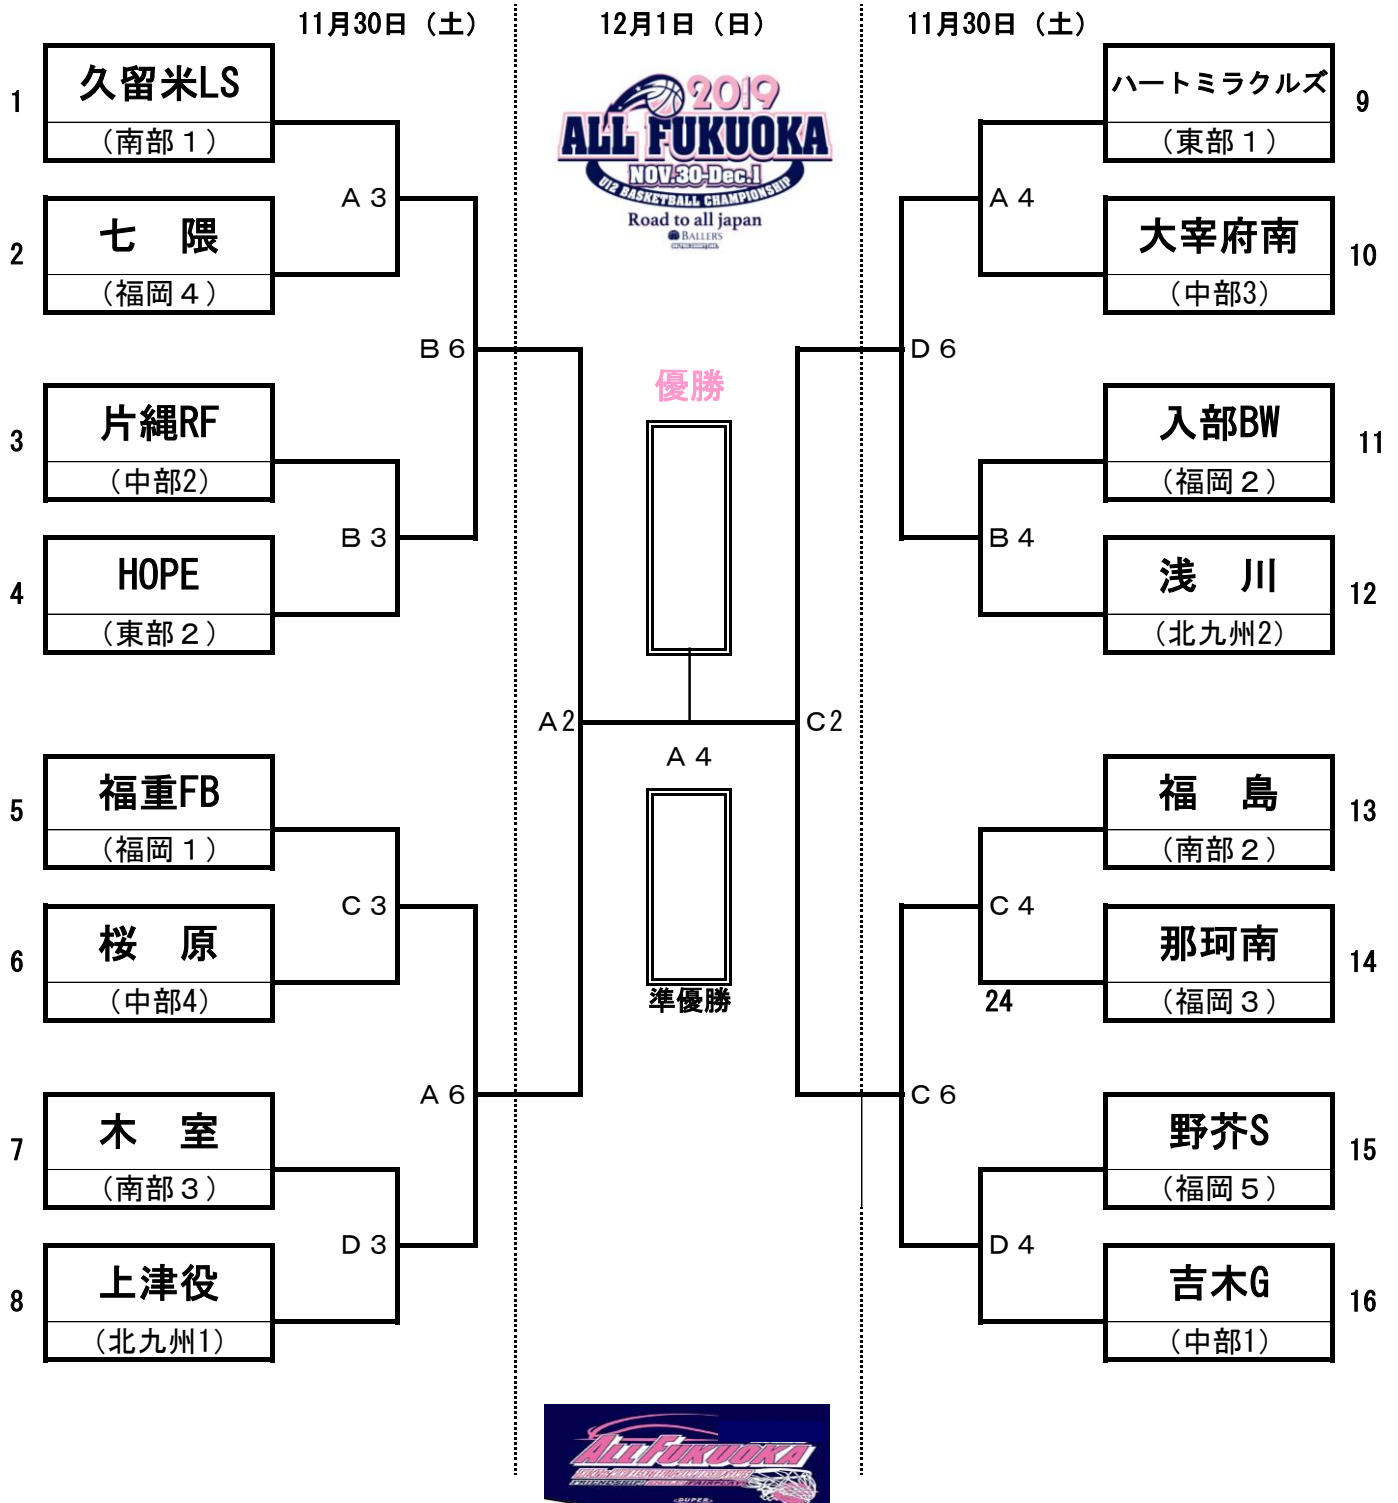 11月30日（土）
12月1日（日）
11月30日（土）
2019
ALL FUKUOKA
NOV.30-Dec.1
U12 BASKETBALL CHAMPIONSHIP
Road to all japan
BALLERS
1
久留米LS
（南部１）
2
七　隈
（福岡４）
3
片縄RF
（中部2）
4
HOPE
（東部２）
5
福重FB
（福岡１）
6
桜　原
（中部4）
7
木　室
（南部３）
8
上津役
（北九州1）
Ａ３
Ｂ６
Ｂ３
Ｃ３
Ａ６
Ｄ３
Ａ2
優勝
Ａ４
準優勝
Ｃ2
Ａ４
Ｄ６
Ｂ４
Ｃ４
24
Ｃ６
Ｄ４
ハートミラクルズ
（東部１）
9
大宰府南
（中部3）
10
入部BW
（福岡２）
11
浅　川
（北九州2）
12
福　島
（南部２）
13
那珂南
（福岡３）
14
野芥S
（福岡５）
15
吉木G
（中部1）
16
ALL FUKUOKA